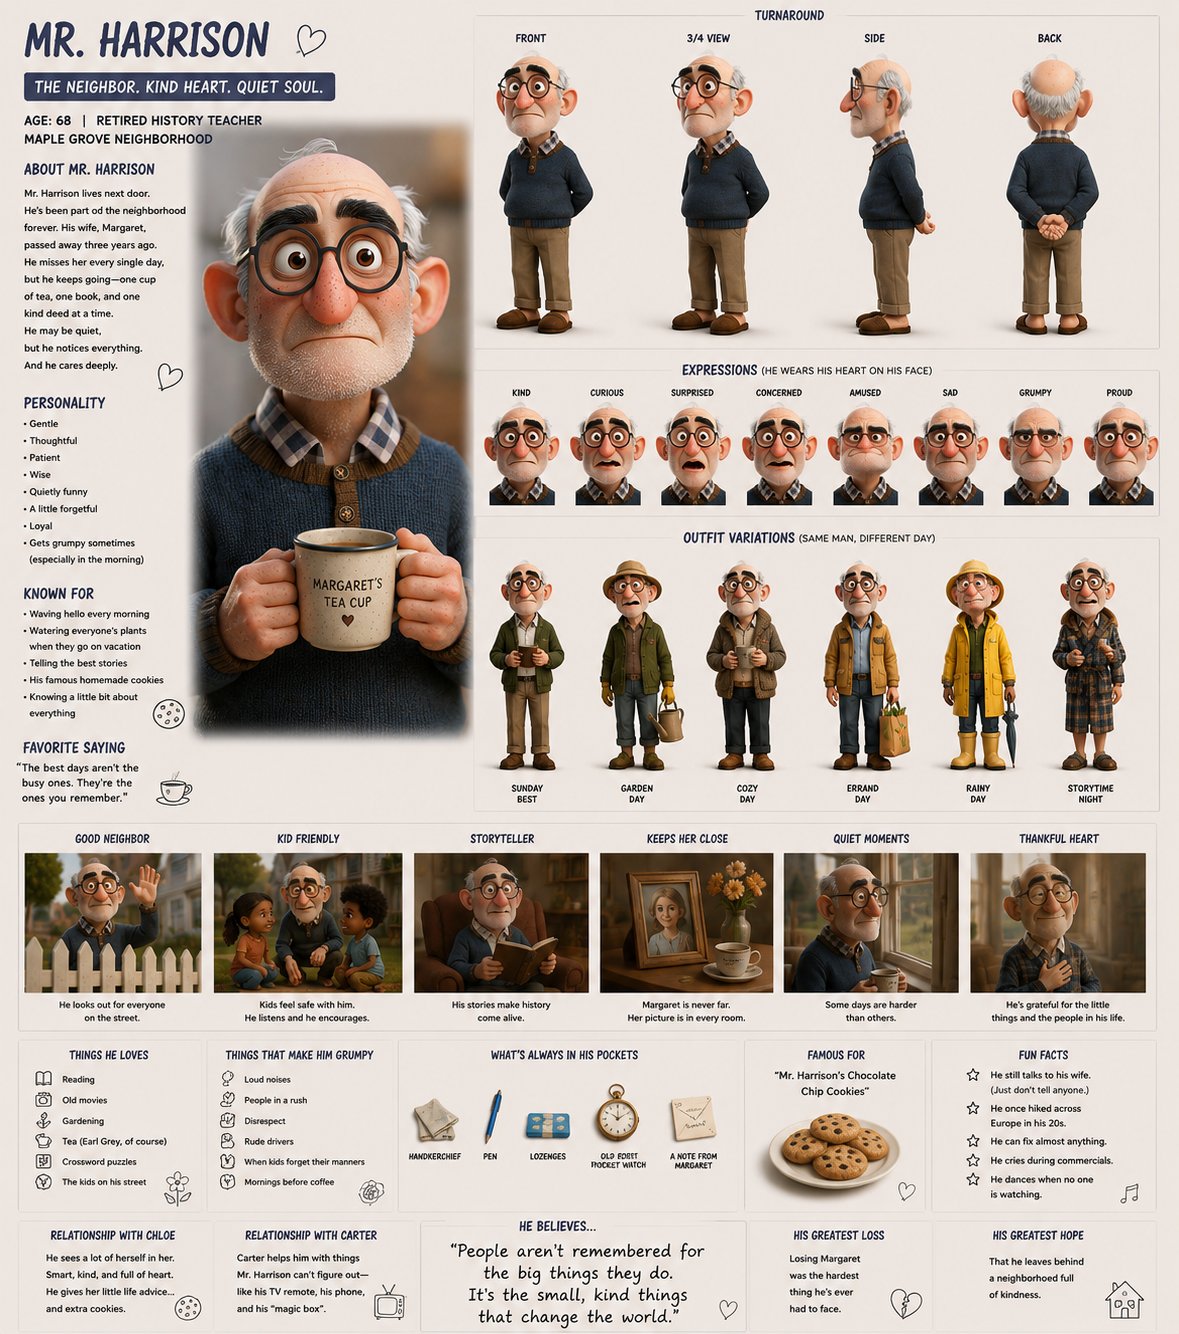 MR. HARRISON
THE NEIGHBOR. KIND HEART. QUIET SOUL.
AGE: 68 | RETIRED HISTORY TEACHER
MAPLE GROVE NEIGHBORHOOD
ABOUT MR. HARRISON
Mr. Harrison lives next door.
He's been part od the neighborhood
forever. His wife, Margaret,
passed away three years ago.
He misses her every single day,
but he keeps going—one cup
of tea, one book, and one
kind deed at a time.
He may be quiet,
but he notices everything.
And he cares deeply.
PERSONALITY
• Gentle
• Thoughtful
• Patient
• Wise
• Quietly funny
• A little forgetful
• Loyal
• Gets grumpy sometimes
(especially in the morning)
KNOWN FOR
• Waving hello every morning
• Watering everyone's plants
when they go on vacation
• Telling the best stories
• His famous homemade cookies
• Knowing a little bit about
everything
FAVORITE SAYING
"The best days aren't the
busy ones. They're the
ones you remember."
MARGARET'S
TEA CUP
TURNAROUND
FRONT
3/4 VIEW
SIDE
BACK
EXPRESSIONS (HE WEARS HIS HEART ON HIS FACE)
KIND
CURIOUS
SURPRISED
CONCERNED
AMUSED
SAD
GRUMPY
PROUD
OUTFIT VARIATIONS (SAME MAN, DIFFERENT DAY)
SUNDAY
BEST
GARDEN
DAY
COZY
DAY
ERRAND
DAY
RAINY
DAY
STORYTIME
NIGHT
GOOD NEIGHBOR
He looks out for everyone
on the street.
KID FRIENDLY
Kids feel safe with him.
He listens and he encourages.
STORYTELLER
His stories make history
come alive.
KEEPS HER CLOSE
Margaret is never far.
Her picture is in every room.
QUIET MOMENTS
Some days are harder
than others.
THANKFUL HEART
He's grateful for the little
things and the people in his life.
THINGS HE LOVES
Reading
Old movies
Gardening
Tea (Earl Grey, of course)
Crossword puzzles
The kids on his street
THINGS THAT MAKE HIM GRUMPY
Loud noises
People in a rush
Disrespect
Rude drivers
When kids forget their manners
Mornings before coffee
WHAT'S ALWAYS IN HIS POCKETS
HANDKERCHIEF
PEN
LOZENGES
OLD
POCKET WATCH
A NOTE FROM
MARGARET
FAMOUS FOR
"Mr. Harrison's Chocolate
Chip Cookies"
FUN FACTS
He still talks to his wife.
(Just don't tell anyone.)
He once hiked across
Europe in his 20s.
He can fix almost anything.
He cries during commercials.
He dances when no one
is watching.
RELATIONSHIP WITH CHLOE
He sees a lot of herself in her.
Smart, kind, and full of heart.
He gives her little life advice...
and extra cookies.
RELATIONSHIP WITH CARTER
Carter helps him with things
Mr. Harrison can't figure out—
like his TV remote, his phone,
and his "magic box".
HE BELIEVES...
"People aren't remembered for
the big things they do.
It's the small, kind things
that change the world."
HIS GREATEST LOSS
Losing Margaret
was the hardest
thing he's ever
had to face.
HIS GREATEST HOPE
That he leaves behind
a neighborhoed full
of kindness.